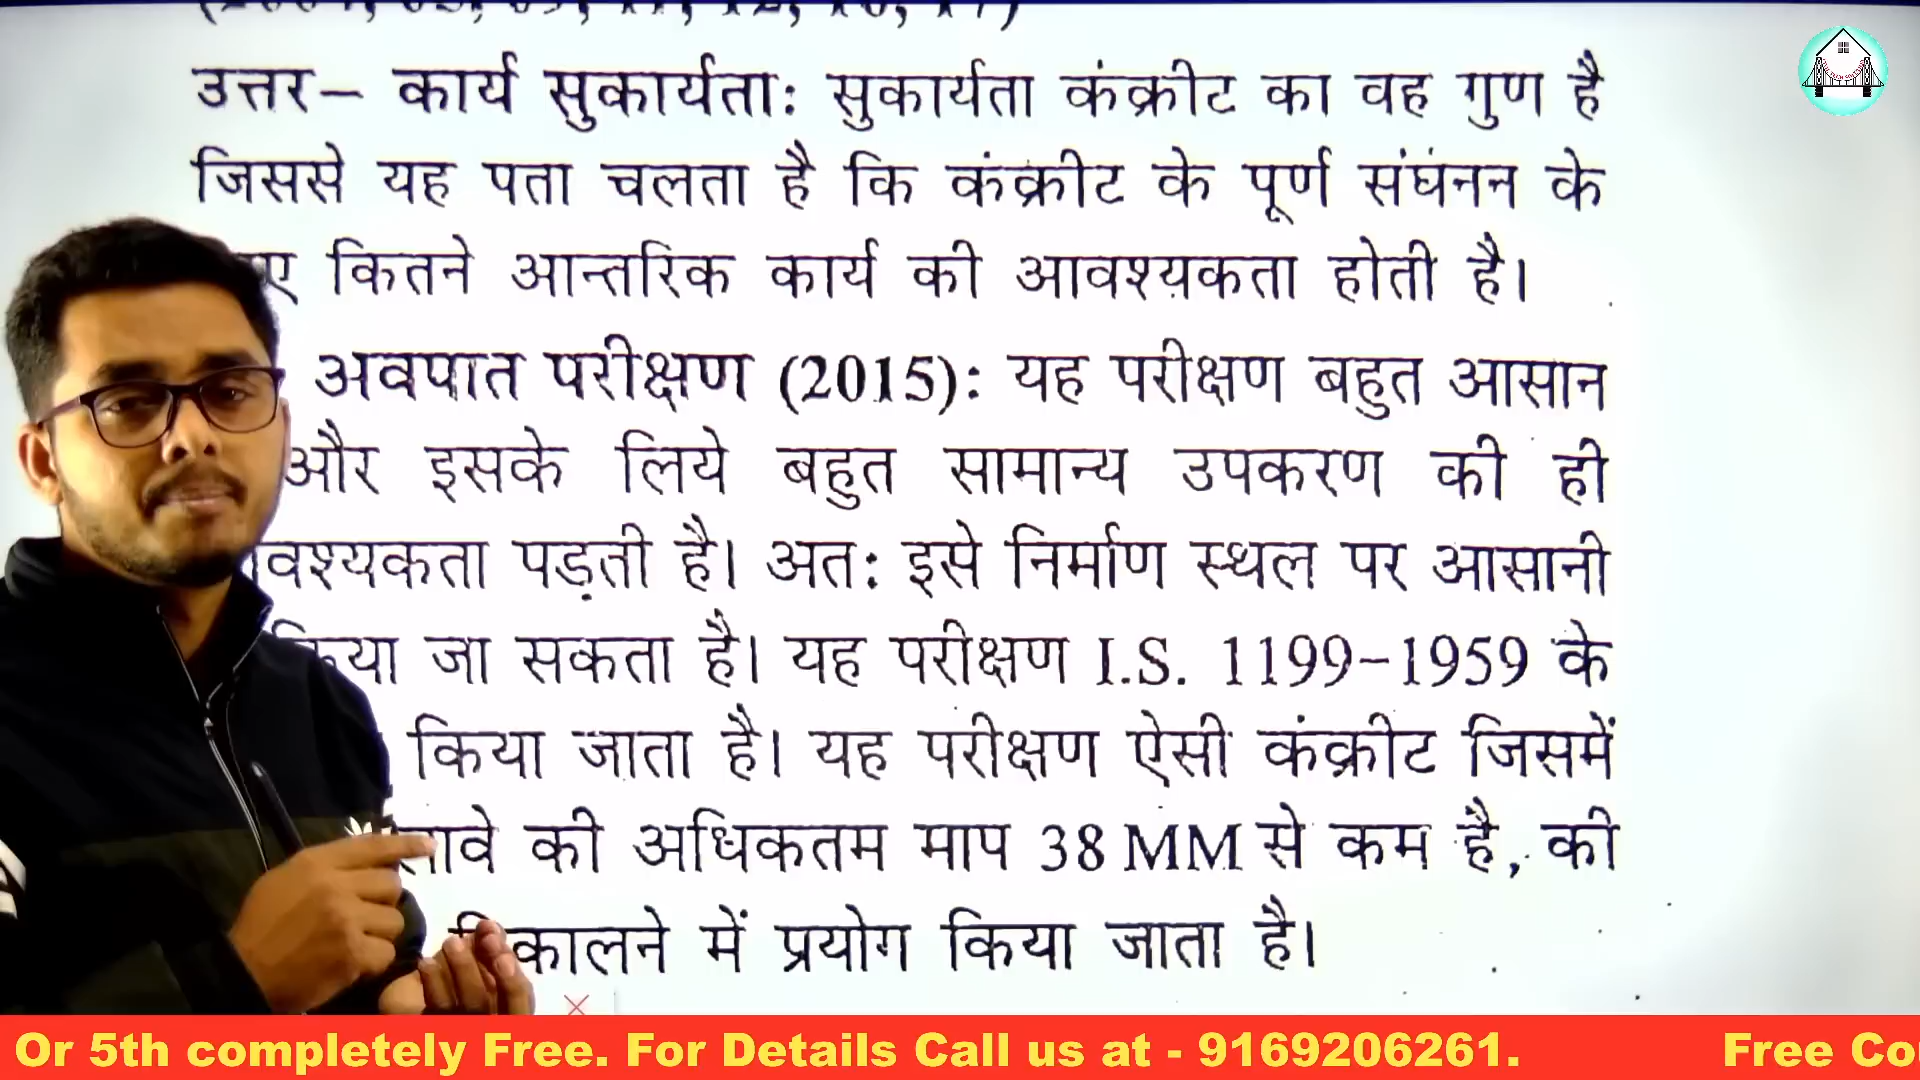 उत्तर– कार्य सुकार्यताः सुकार्यता कंक्रीट का वह गुण है
जिससे यह पता चलता है कि कंक्रीट के पूर्ण संघंनन के
कितने आन्तरिक कार्य की आवश्यकता होती है।
अवपात परीक्षण (2015): यह परीक्षण बहुत आसान
और इसके लिये बहुत सामान्य उपकरण की ही
पड़ती है। अतः इसे निर्माण स्थल पर आसानी
जा सकता है। यह परीक्षण I.S. 1199–1959 के
किया जाता है। यह परीक्षण ऐसी कंक्रीट जिसमें
की अधिकतम माप 38 MM से कम है, की
में प्रयोग किया जाता है।
Or 5th completely Free. For Details Call us at - 9169206261. Free